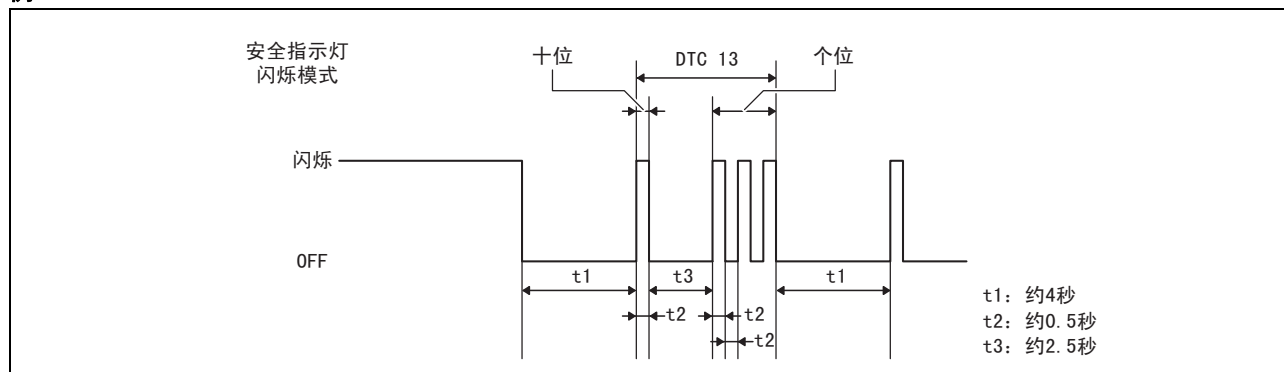 安全指示灯
闪烁模式
十位
DTC 13
个位
闪烁
OFF
t1
t3
t1
t2
t2
t2
t1: 约4秒
t2: 约0.5秒
t3: 约2.5秒